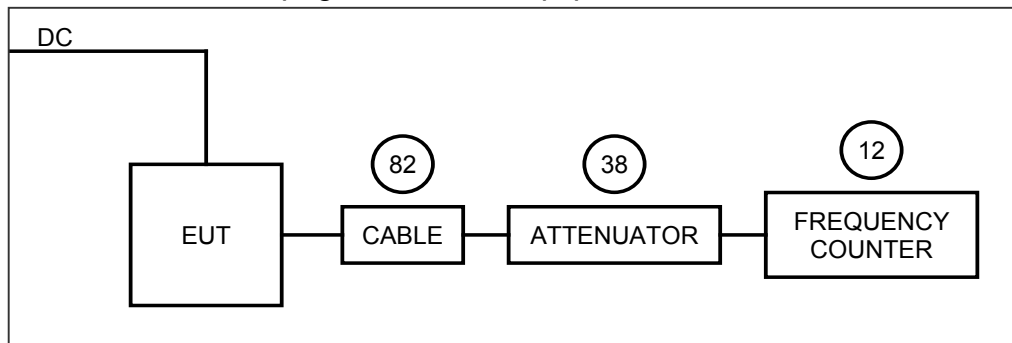 DC
82
38
12
EUT
CABLE
ATTENUATOR
FREQUENCY
COUNTER